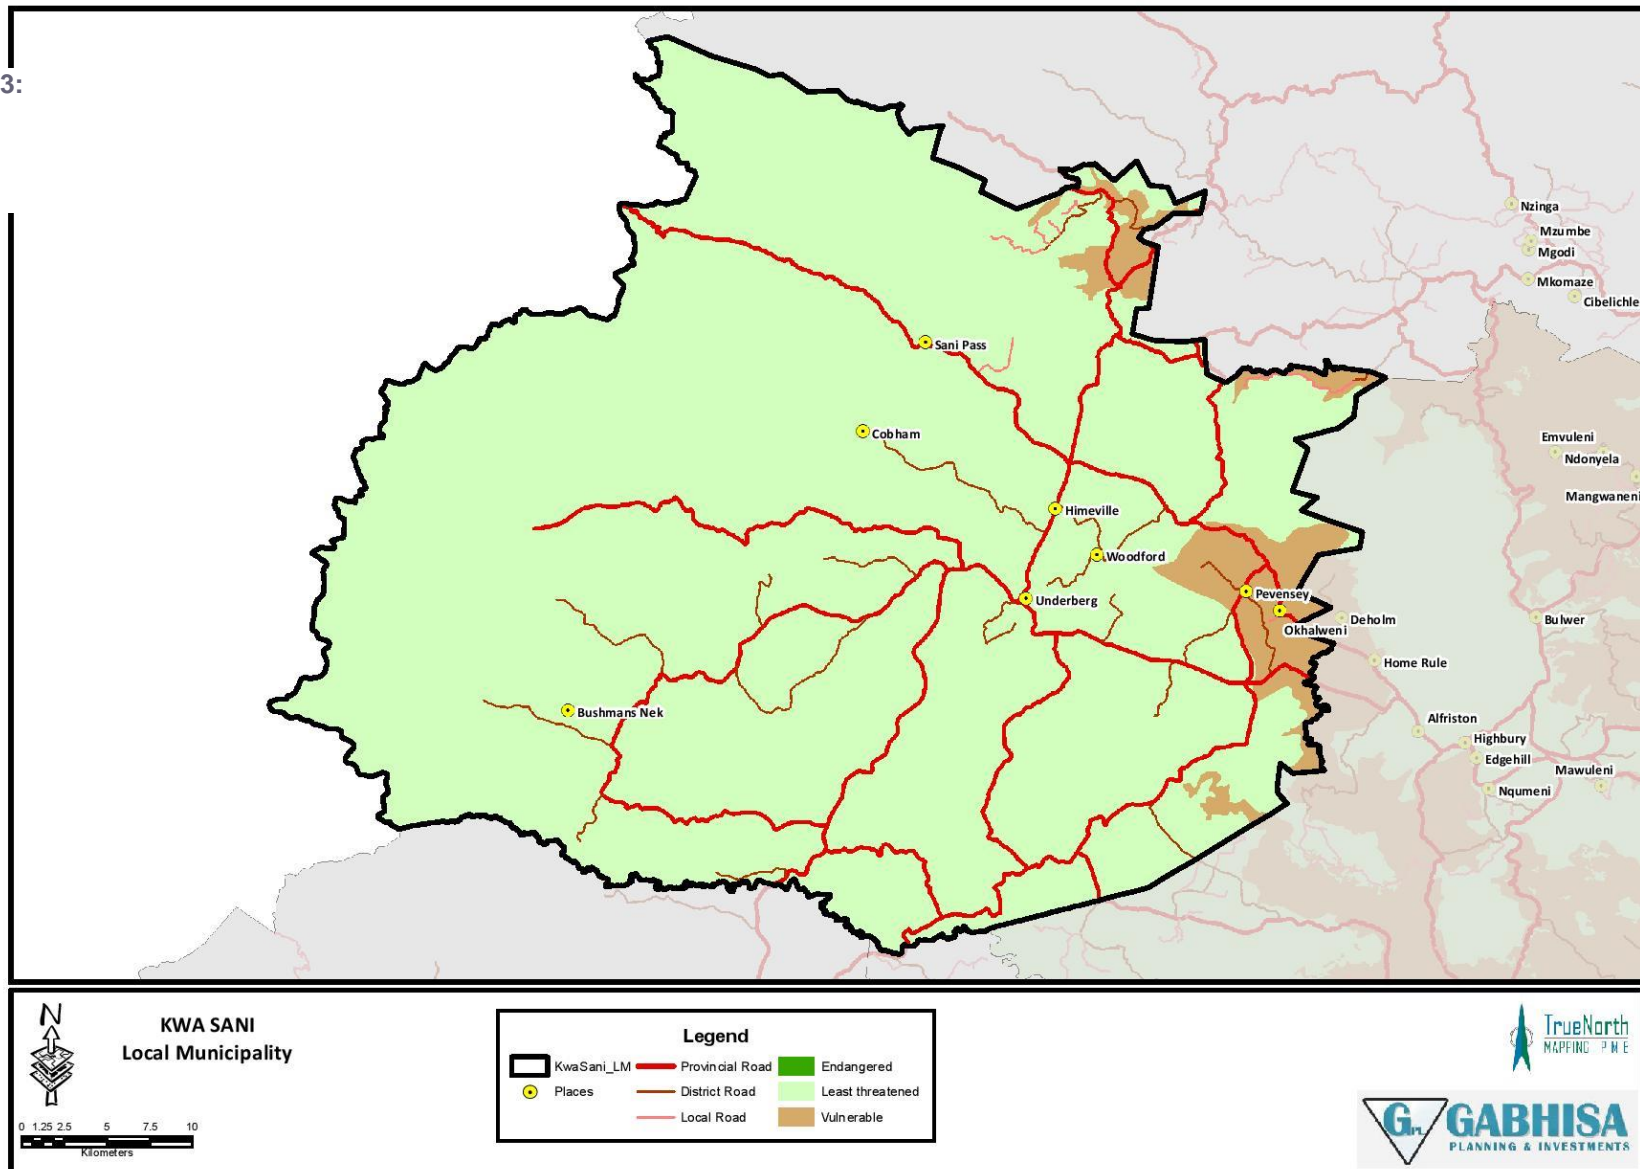 3:
Nzinga
Mzumbe
Mgodi
Mkomaze
Cibelichle
Sani Pass
Cobham
Emvuleni
Ndonyela
Mangwaneni
Himeville
Woodford
Underberg
Pevensey
Okhalweni
Deholm
Bulwer
Home Rule
Bushmans Nek
Alfriston
Highbury
Edgehill
Mawuleni
Nqumeni
N
KWA SANI
Local Municipality
0 1.25 2.5 5 7.5 10
Kilometers
Legend
KwaSani_LM Provincial Road Endangered
Places District Road Least threatened
Local Road Vulnerable
TrueNorth
MAPPING P M B
GPL GABHISA
PLANNING & INVESTMENTS